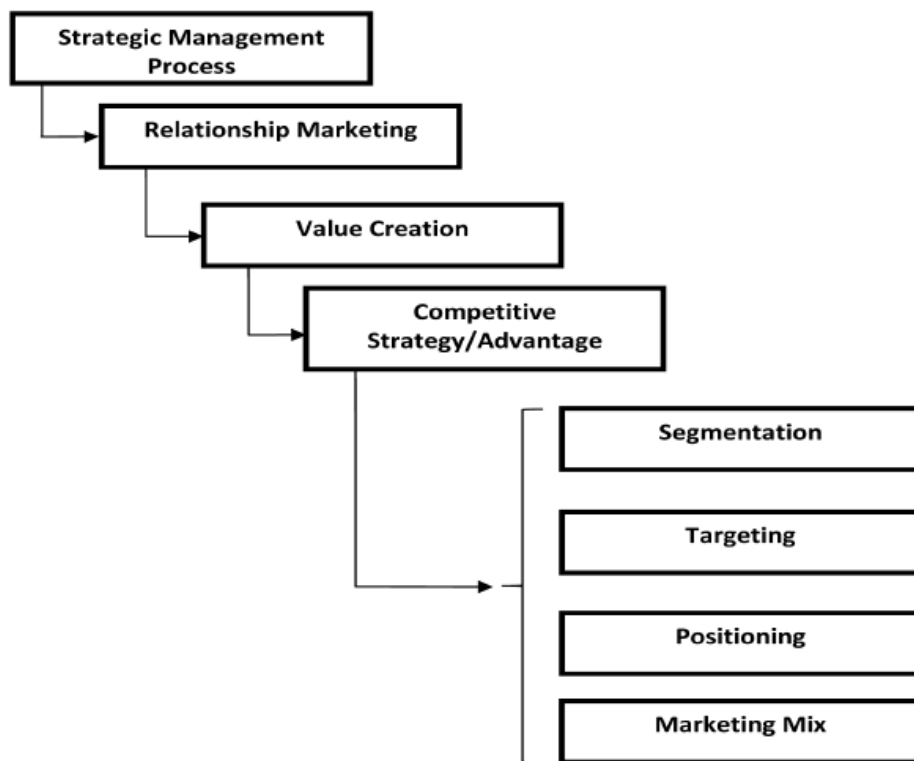 Strategic Management
Process
Relationship Marketing
Value Creation
Competitive
Strategy/Advantage
Segmentation
Targeting
Positioning
Marketing Mix